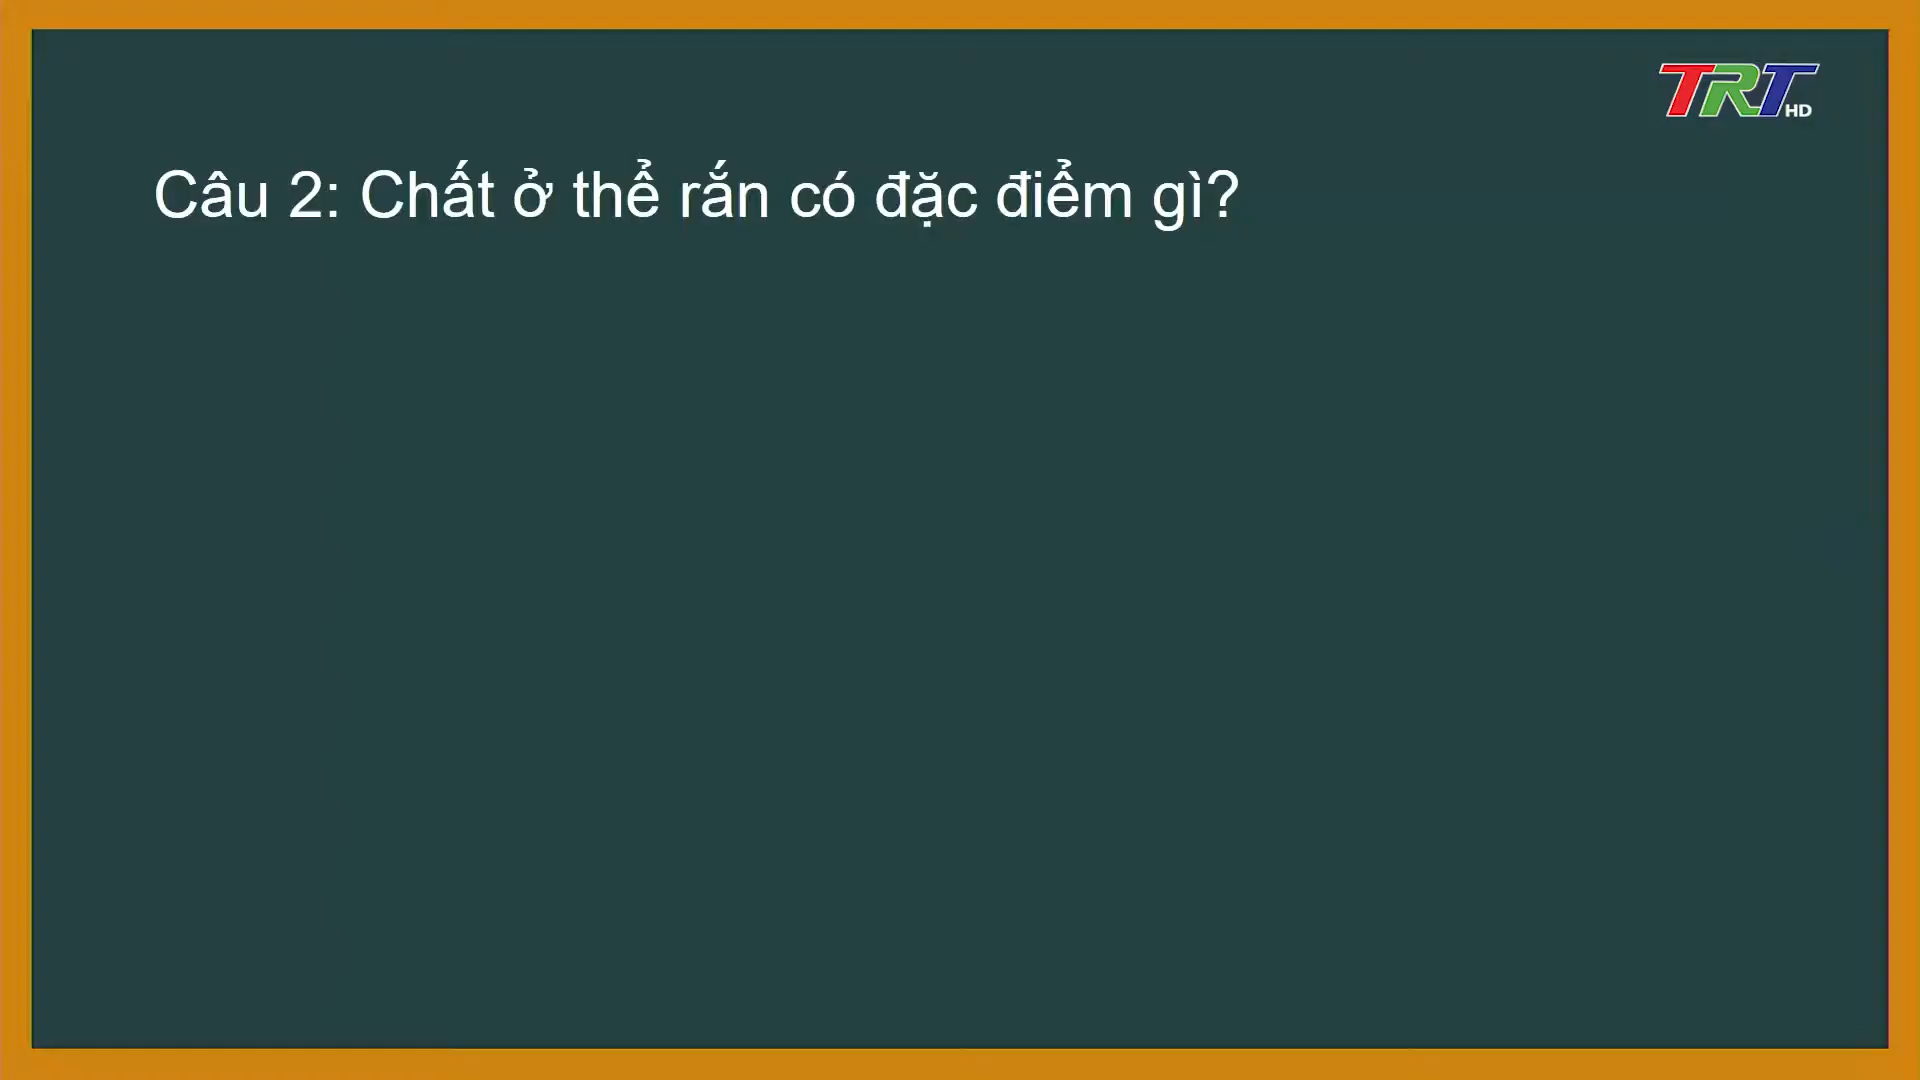 TRT HD
Câu 2: Chất ở thể rắn có đặc điểm gì?